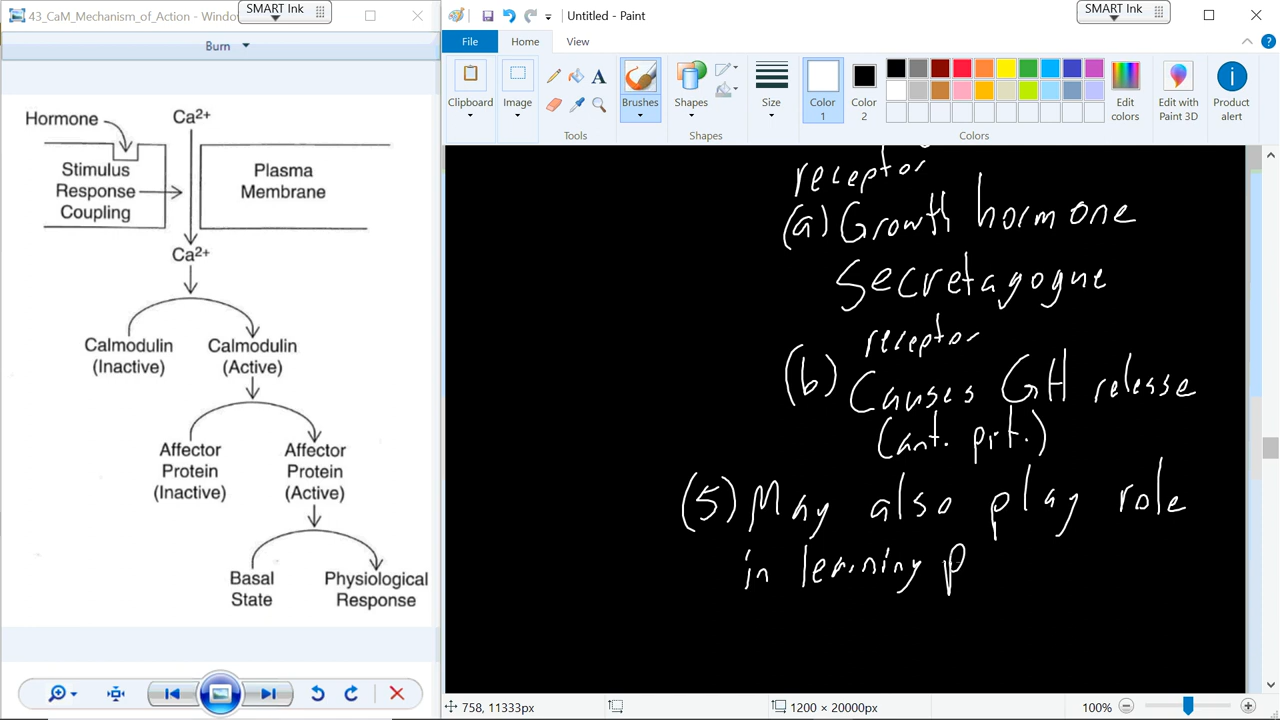 43_CaM_Mechanism_of_Action - Window
SMART Ink
Burn
Hormone
Ca2+
Stimulus
Response
Coupling
Plasma
Membrane
Ca2+
Calmodulin
(Inactive)
Calmodulin
(Active)
Affector
Protein
(Inactive)
Affector
Protein
(Active)
Basal
State
Physiological
Response
Untitled - Paint
SMART Ink
File
Home
View
Clipboard
Image
Tools
Brushes
Shapes
Shapes
Size
Color
1
Color
2
Edit
colors
Colors
Edit with
Paint 3D
Product
alert
receptor
(a) Growth hormone
Secretagogue
receptor
(b) Causes GH release
(ant. pit.)
(5) May also play role
in learning p
758, 11333px
1200 × 20000px
100%